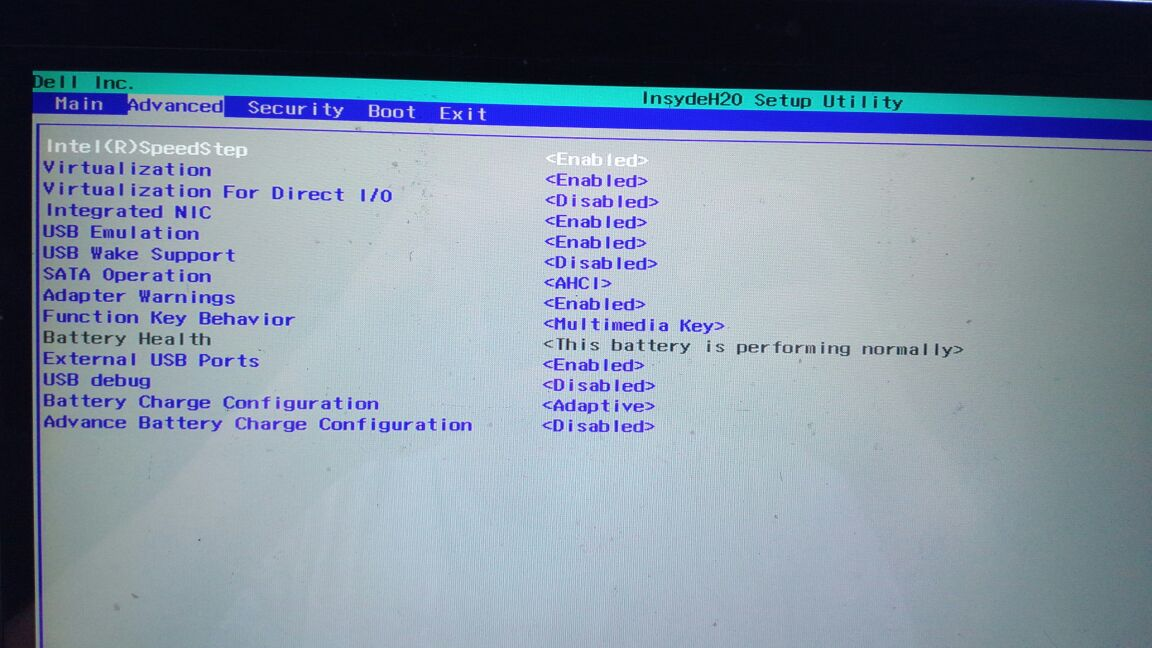 Dell Inc.
InsydeH20 Setup Utility
Main Advanced Security Boot Exit
Intel(R)SpeedStep <Enabled>
Virtualization <Enabled>
Virtualization For Direct I/O <Disabled>
Integrated NIC <Enabled>
USB Emulation <Enabled>
USB Wake Support <Disabled>
SATA Operation <AHCI>
Adapter Warnings <Enabled>
Function Key Behavior <Multimedia Key>
Battery Health <This battery is performing normally>
External USB Ports <Enabled>
USB debug <Disabled>
Battery Charge Configuration <Adaptive>
Advance Battery Charge Configuration <Disabled>